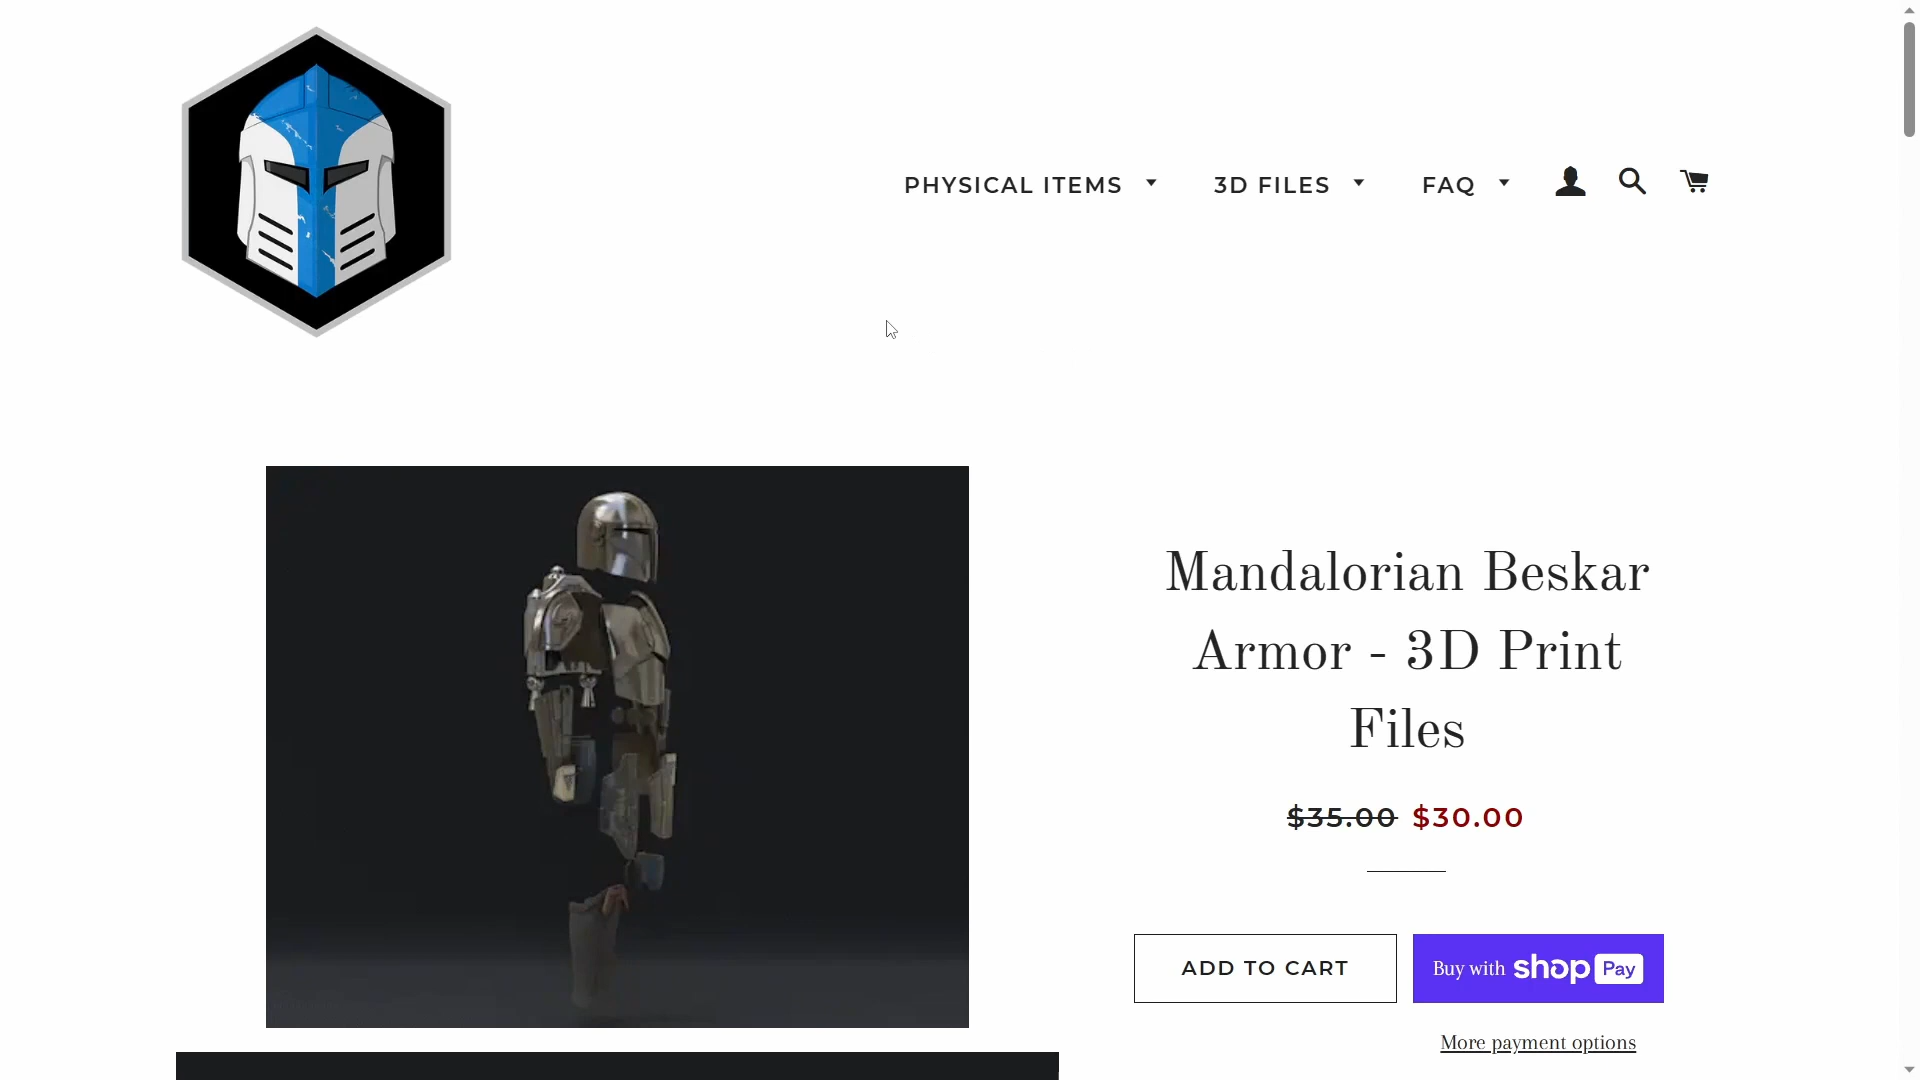 PHYSICAL ITEMS 3D FILES FAQ
Mandalorian Beskar
Armor - 3D Print
Files
$35.00 $30.00
ADD TO CART
Buy with shop Pay
More payment options